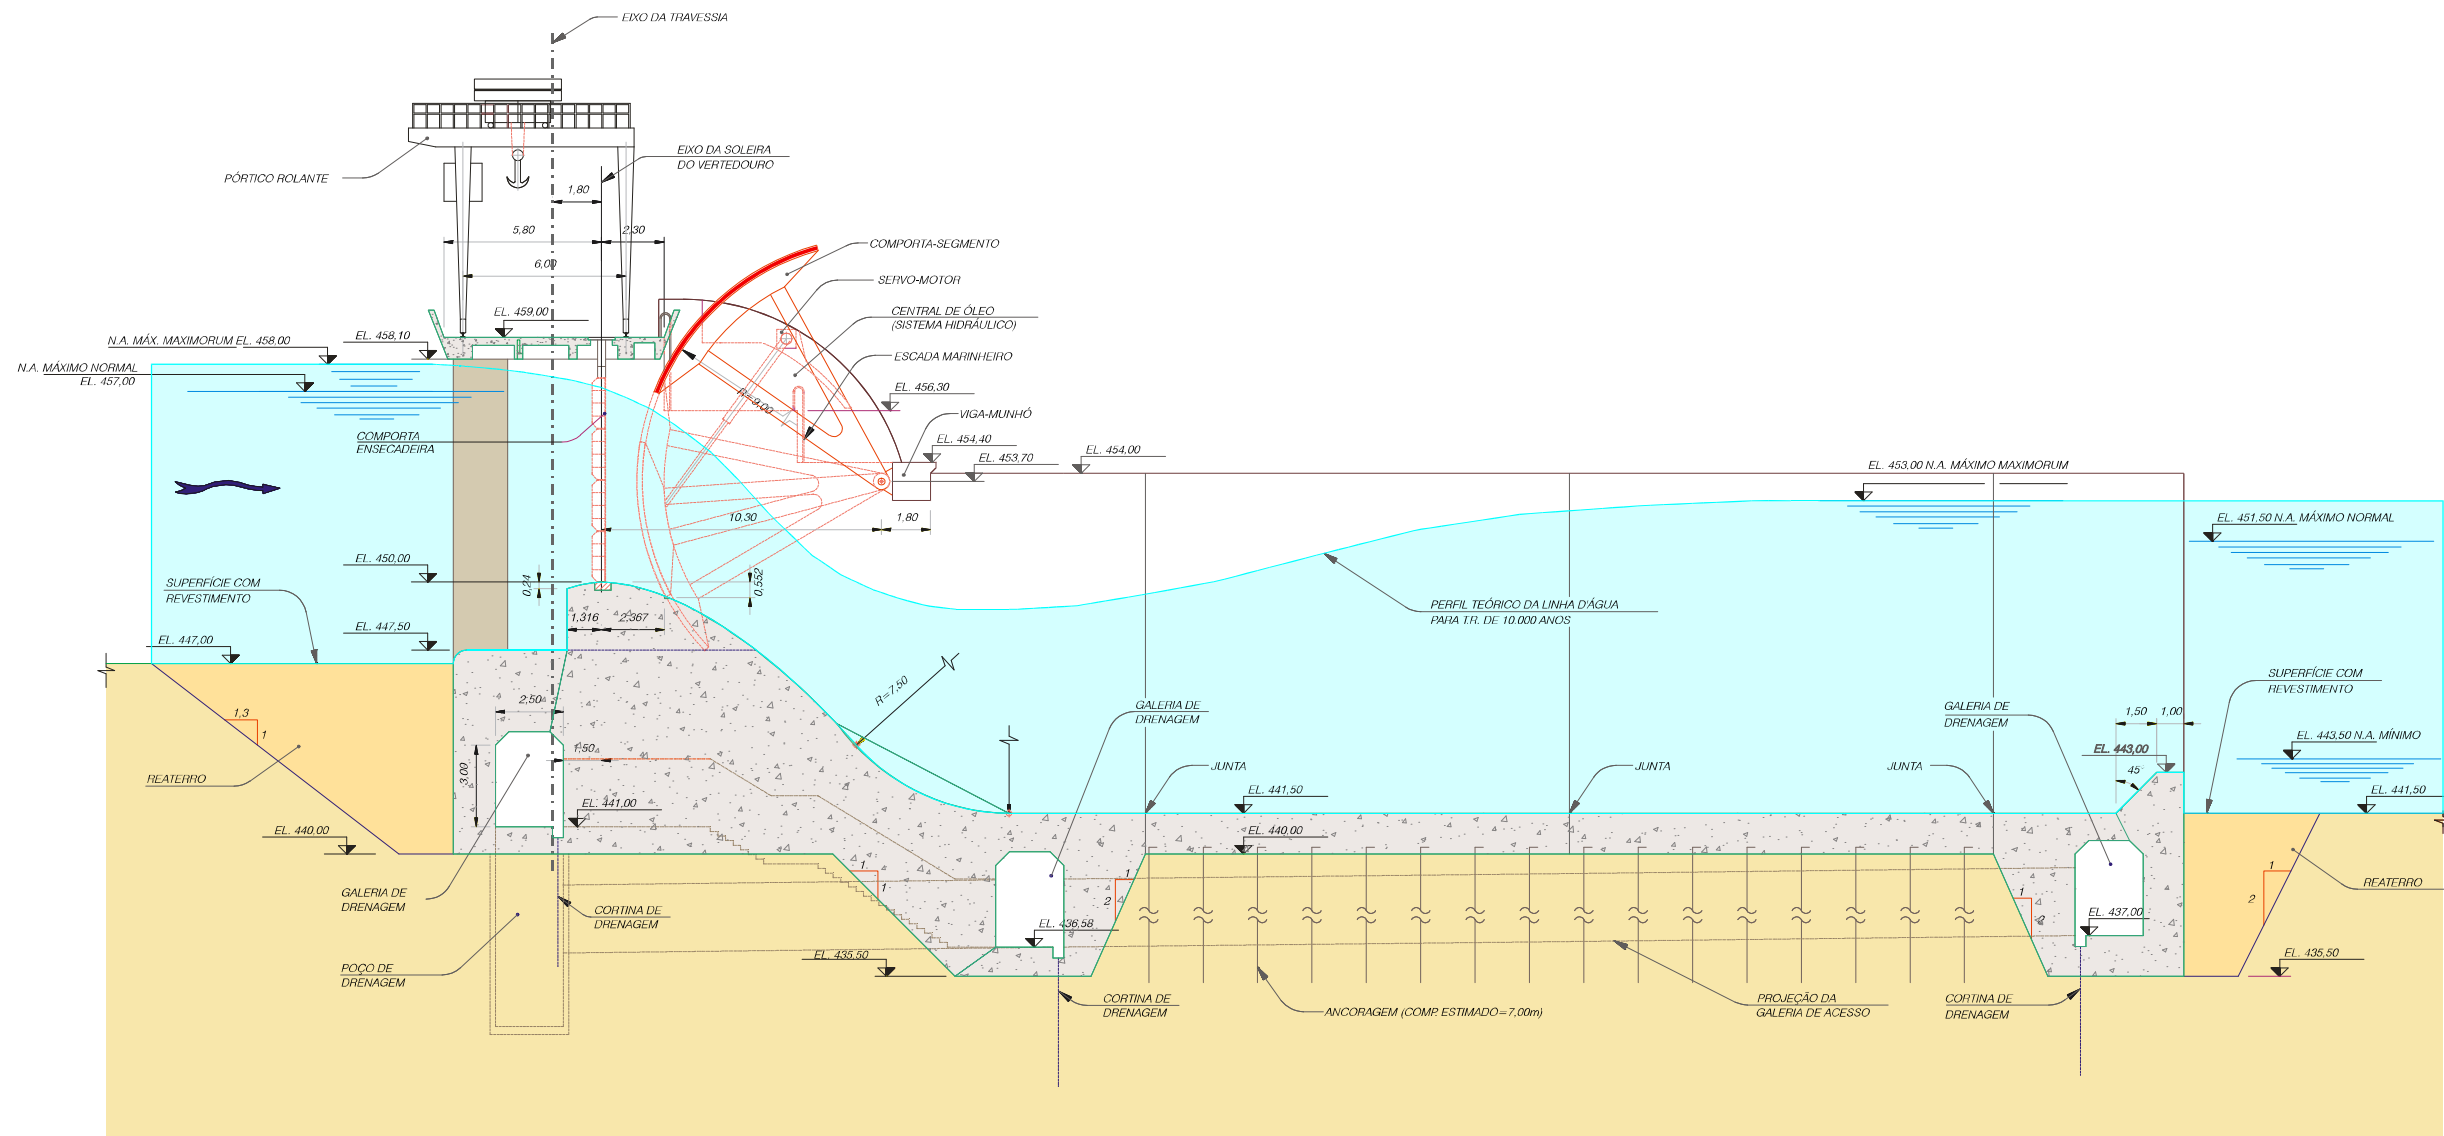 EIXO DA TRAVESSIA
EIXO DA SOLEIRA
DO VERTEDOURO
PÓRTICO ROLANTE
1,80
5,80
2,30
6,00
COMPORTA-SEGMENTO
SERVO-MOTOR
CENTRAL DE ÓLEO
(SISTEMA HIDRÁULICO)
ESCADA MARINHEIRO
EL. 459,00
EL. 458,10
N.A. MÁX. MAXIMORUM EL. 458,00
N.A. MÁXIMO NORMAL
EL. 457,00
R=9,00
EL. 456,30
VIGA-MUNHÓ
EL. 454,40
EL. 453,70
EL. 454,00
COMPORTA
ENSECADEIRA
EL. 453,00 N.A. MÁXIMO MAXIMORUM
10,30
1,80
EL. 451,50 N.A. MÁXIMO NORMAL
EL. 450,00
0,24
0,552
SUPERFÍCIE COM
REVESTIMENTO
1,316
2,367
PERFIL TEÓRICO DA LINHA D'ÁGUA
PARA T.R. DE 10.000 ANOS
EL. 447,50
EL. 447,00
R=7,50
SUPERFÍCIE COM
REVESTIMENTO
2,50
GALERIA DE
DRENAGEM
GALERIA DE
DRENAGEM
1,50
1,00
1,3
1
EL. 443,50 N.A. MÍNIMO
EL. 443,00
1,50
3,00
REATERRO
JUNTA
JUNTA
JUNTA
45
EL. 441,50
EL. 441,50
EL. 441,00
EL. 440,00
EL. 440,00
1
1
1
2
1
2
1
2
GALERIA DE
DRENAGEM
CORTINA DE
DRENAGEM
REATERRO
EL. 436,58
EL. 437,00
EL. 435,50
EL. 435,50
POÇO DE
DRENAGEM
CORTINA DE
DRENAGEM
ANCORAGEM (COMP. ESTIMADO=7,00m)
PROJEÇÃO DA
GALERIA DE ACESSO
CORTINA DE
DRENAGEM